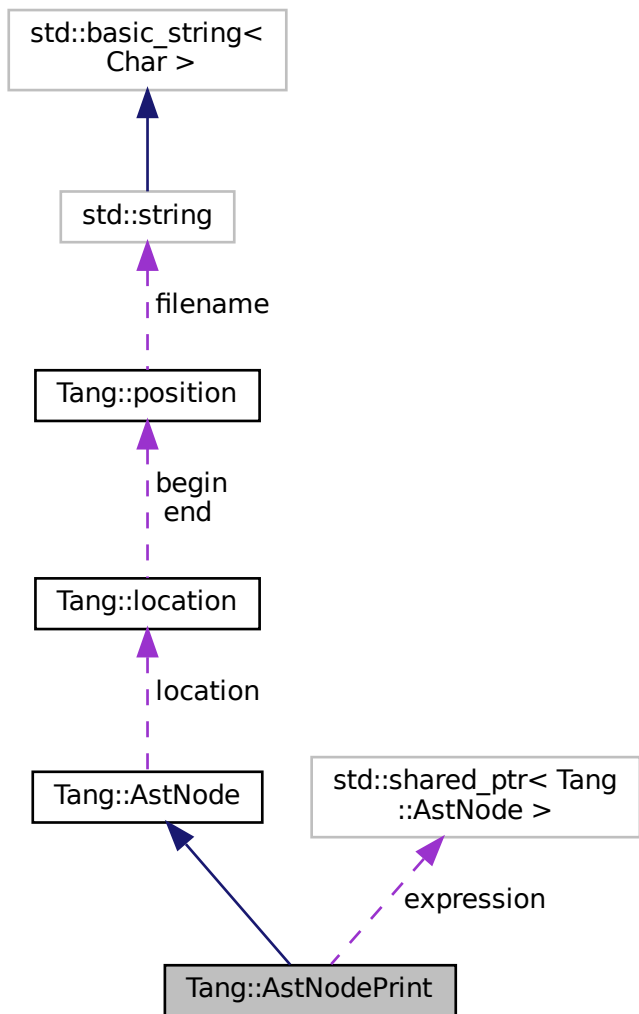 std::basic_string<
Char >
std::string
filename
Tang::position
begin
end
Tang::location
location
Tang::AstNode
std::shared_ptr< Tang
::AstNode >
expression
Tang::AstNodePrint